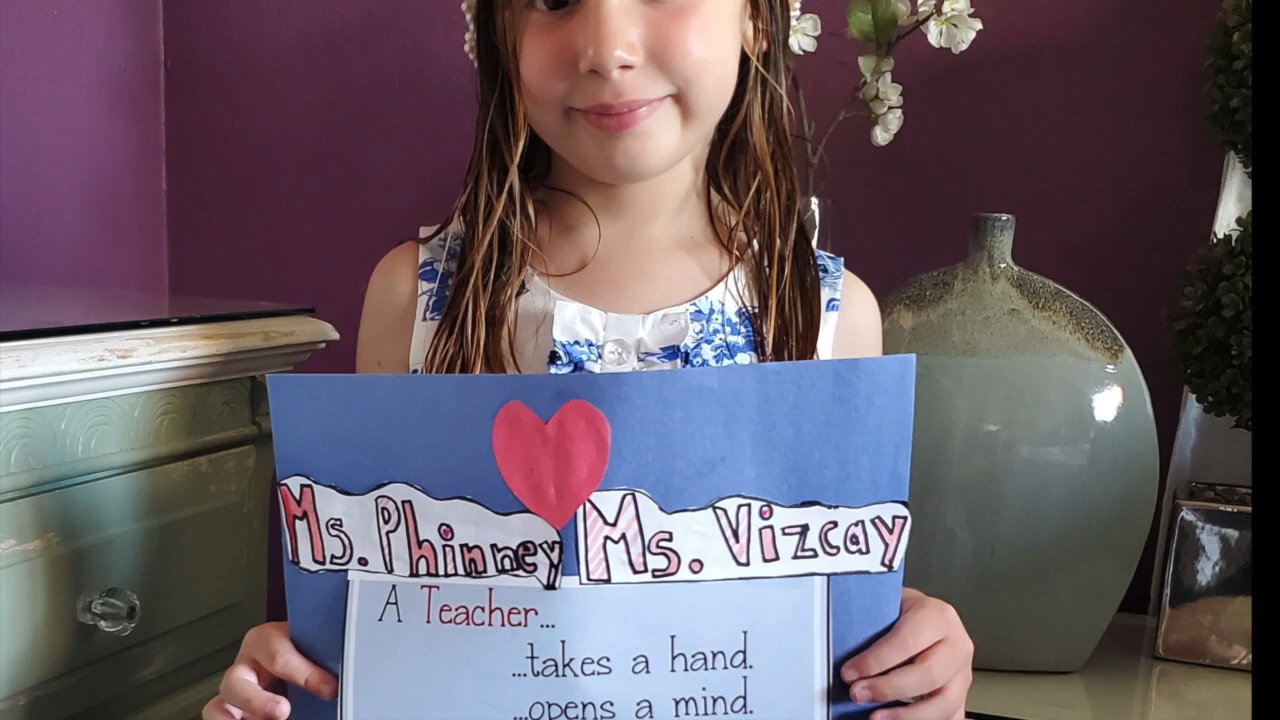 Ms. Phinney Ms. Vizcay
A Teacher...
...takes a hand.
...opens a mind.